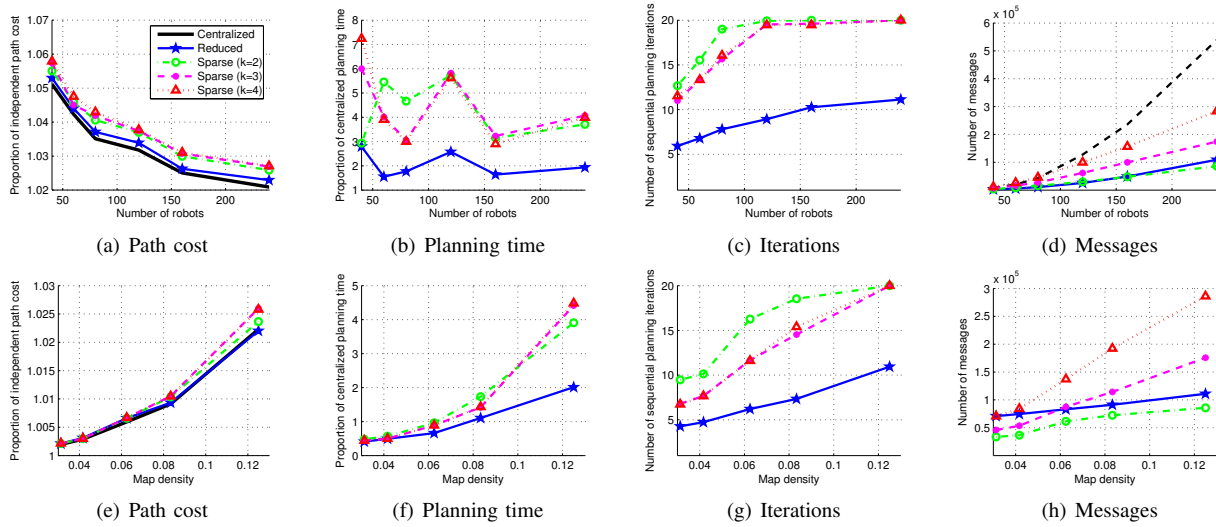 Proportion of independent path cost
1.07
1.06
1.05
1.04
1.03
1.02
50 100 150 200
Number of robots
Centralized
Reduced
Sparse (k=2)
Sparse (k=3)
Sparse (k=4)
(a) Path cost
Proportion of centralized planning time
8
7
6
5
4
3
2
1
0
50 100 150 200
Number of robots
(b) Planning time
Number of sequential planning iterations
20
15
10
5
50 100 150 200
Number of robots
(c) Iterations
Number of messages
x 10^5
6
5
4
3
2
1
50 100 150 200
Number of robots
(d) Messages
Proportion of independent path cost
1.03
1.025
1.02
1.015
1.01
1.005
1
0.04 0.06 0.08 0.1 0.12
Map density
(e) Path cost
Proportion of centralized planning time
5
4
3
2
1
0
0.04 0.06 0.08 0.1 0.12
Map density
(f) Planning time
Number of sequential planning iterations
20
15
10
5
0.04 0.06 0.08 0.1 0.12
Map density
(g) Iterations
Number of messages
x 10^5
3
2.5
2
1.5
1
0.5
0.04 0.06 0.08 0.1 0.12
Map density
(h) Messages